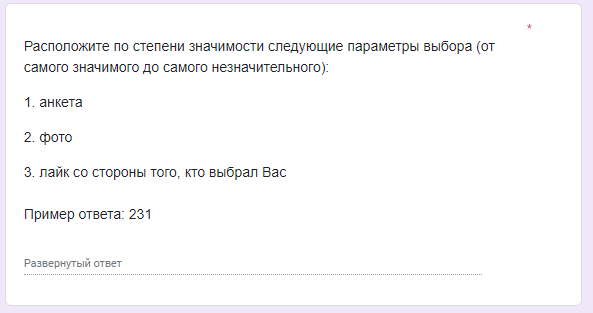 *
Расположите по степени значимости следующие параметры выбора (от
самого значимого до самого незначительного):
1. анкета
2. фото
3. лайк со стороны того, кто выбрал Вас
Пример ответа: 231
Развернутый ответ